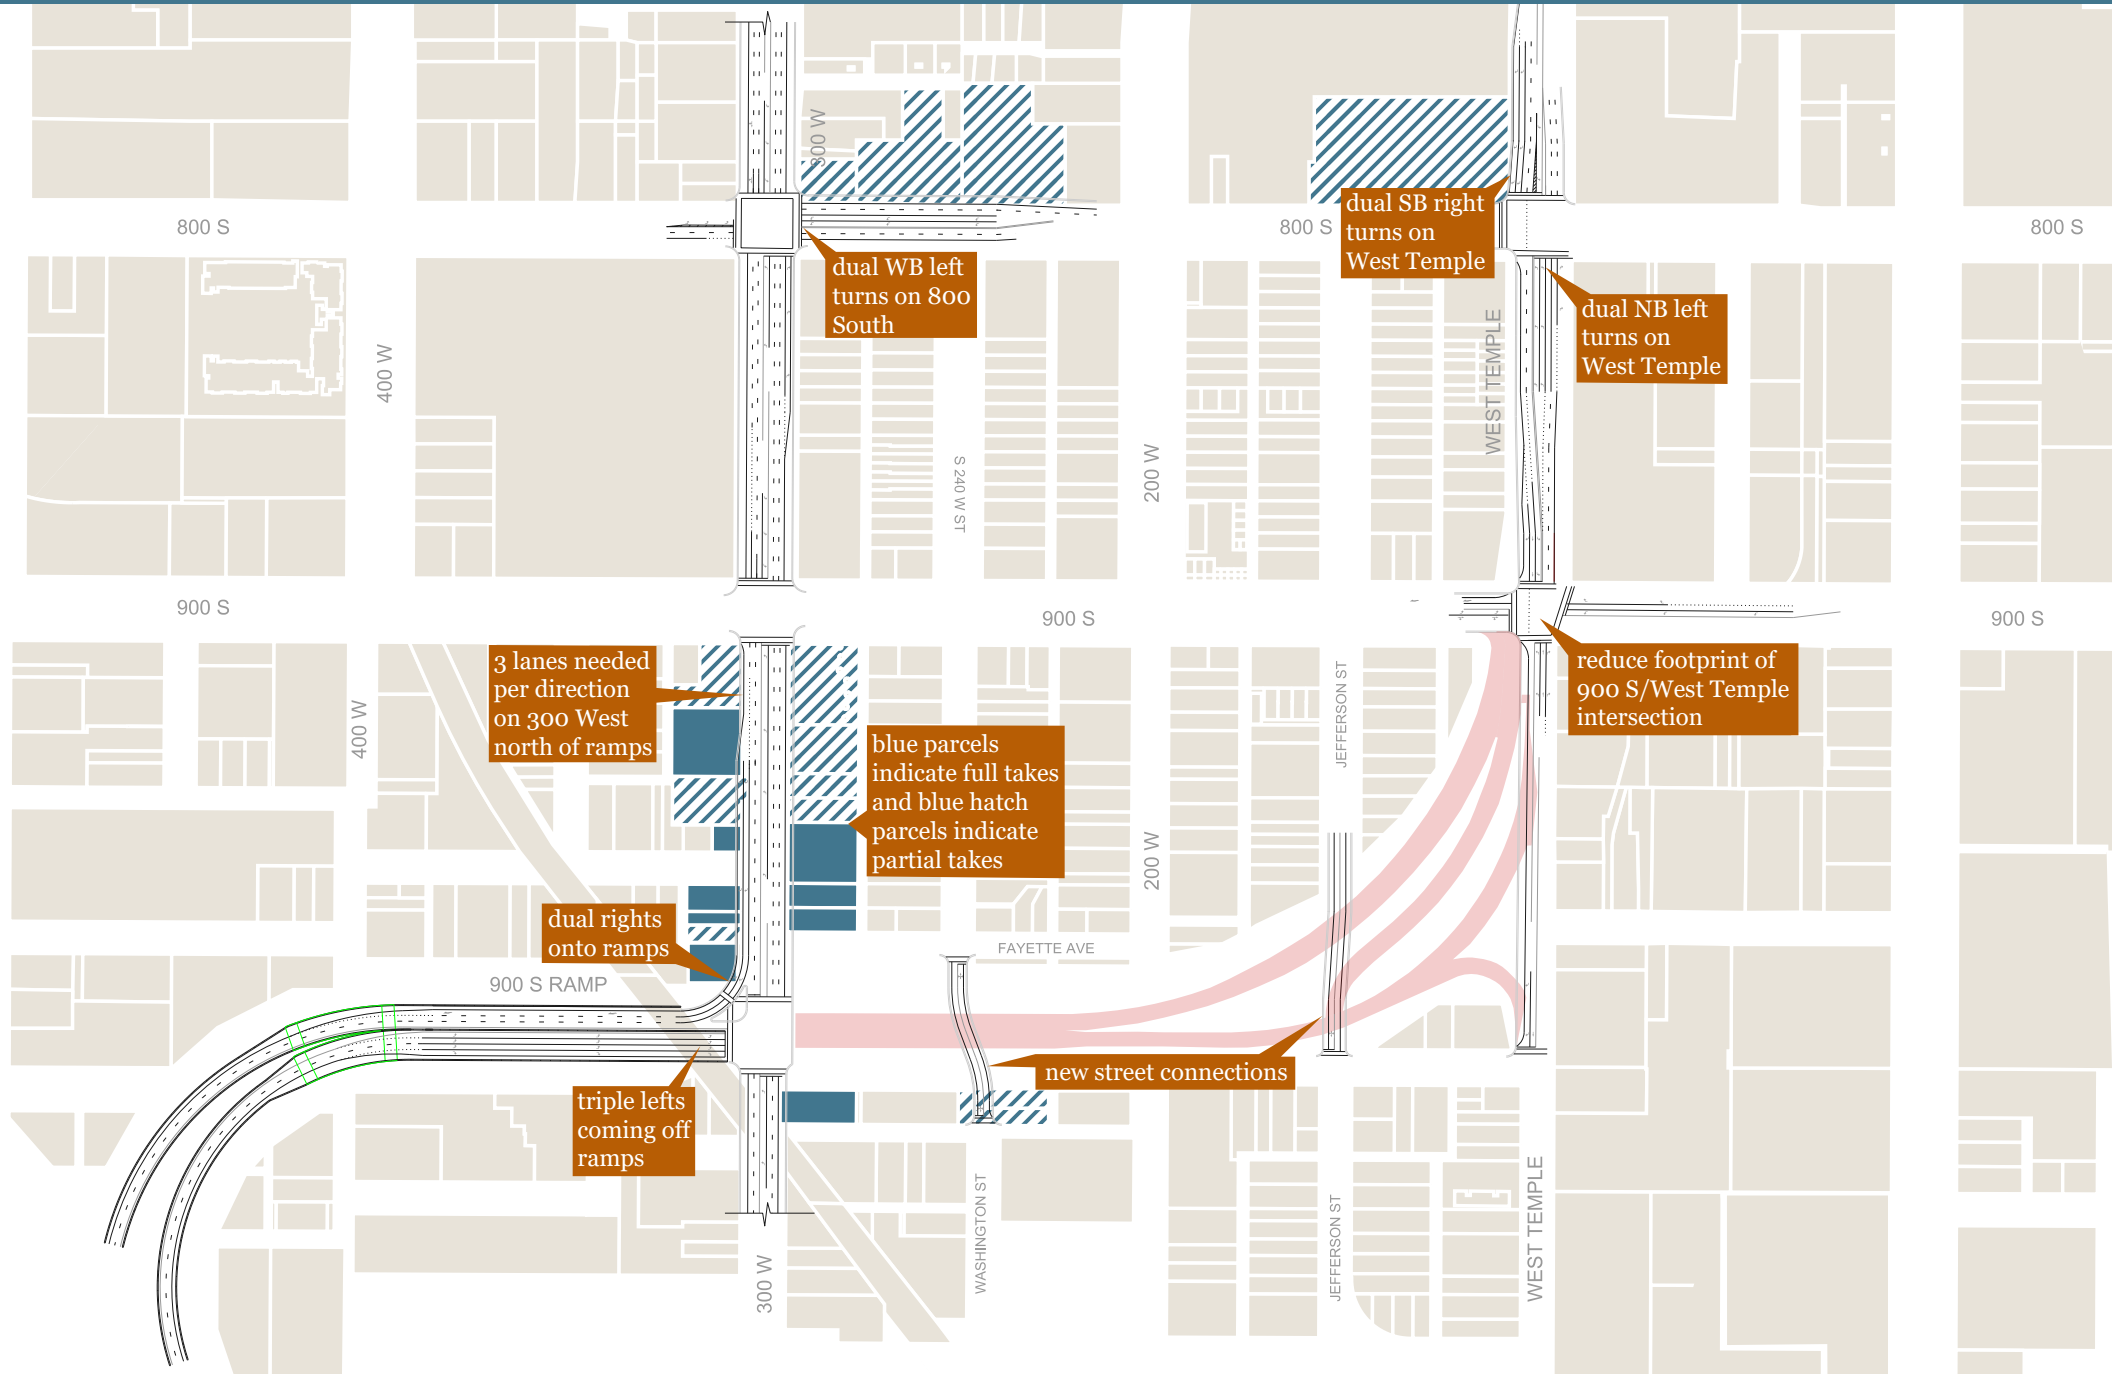 300 W
800 S
800 S
800 S
dual SB right
turns on
West Temple
dual WB left
turns on 800
South
dual NB left
turns on
West Temple
400 W
WEST TEMPLE
S 240 W ST
200 W
900 S
900 S
900 S
3 lanes needed
per direction
on 300 West
north of ramps
reduce footprint of
900 S/West Temple
intersection
JEFFERSON ST
400 W
blue parcels
indicate full takes
and blue hatch
parcels indicate
partial takes
200 W
dual rights
onto ramps
FAYETTE AVE
900 S RAMP
new street connections
triple lefts
coming off
ramps
WASHINGTON ST
JEFFERSON ST
WEST TEMPLE
300 W